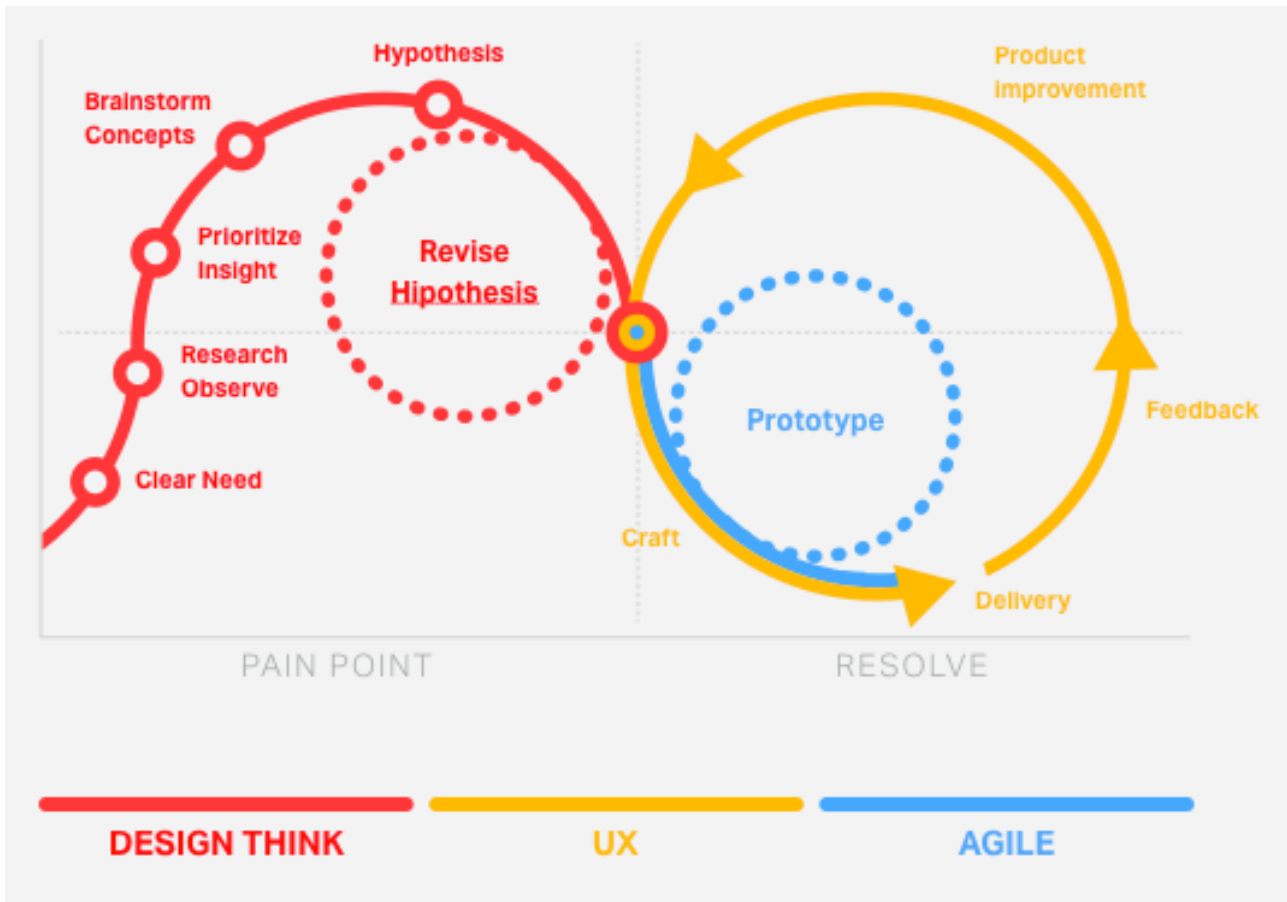 Hypothesis
Brainstorm
Concepts
Prioritize
Insight
Revise
Hipothesis
Research
Observe
Clear Need
Product
improvement
Prototype
Feedback
Craft
Delivery
PAIN POINT
RESOLVE
DESIGN THINK
UX
AGILE